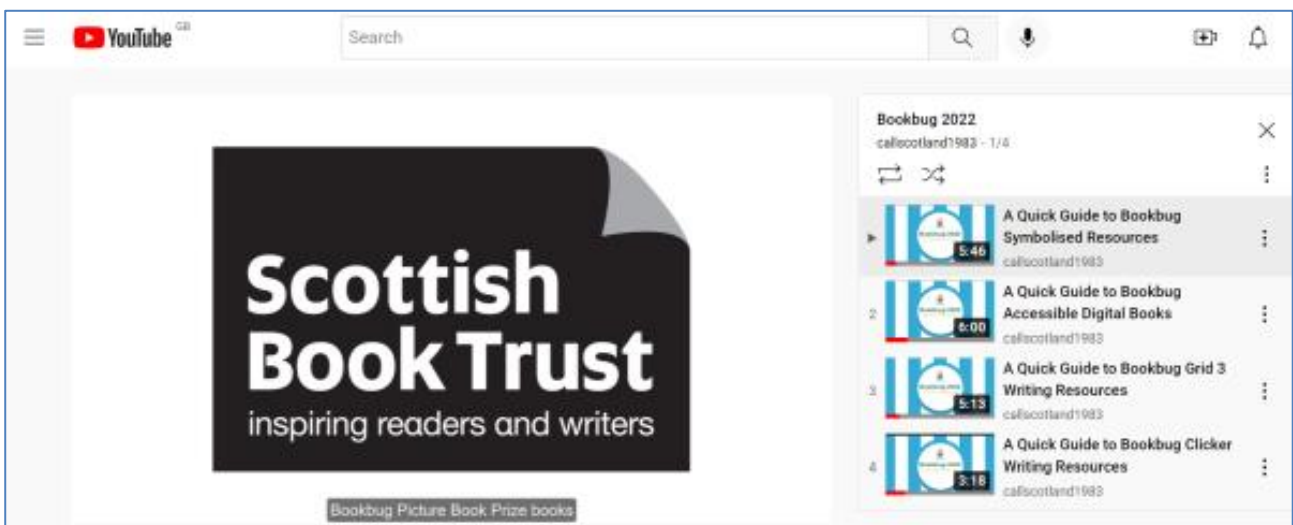 YouTube GB
Search
Scottish
Book Trust
inspiring readers and writers
Bookbug Picture Book Prize books
Bookbug 2022
callscotland1983 - 1/4
A Quick Guide to Bookbug
Symbolised Resources
callscotland1983
5:46
2
A Quick Guide to Bookbug
Accessible Digital Books
callscotland1983
6:00
3
A Quick Guide to Bookbug Grid 3
Writing Resources
callscotland1983
5:13
4
A Quick Guide to Bookbug Clicker
Writing Resources
callscotland1983
3:18